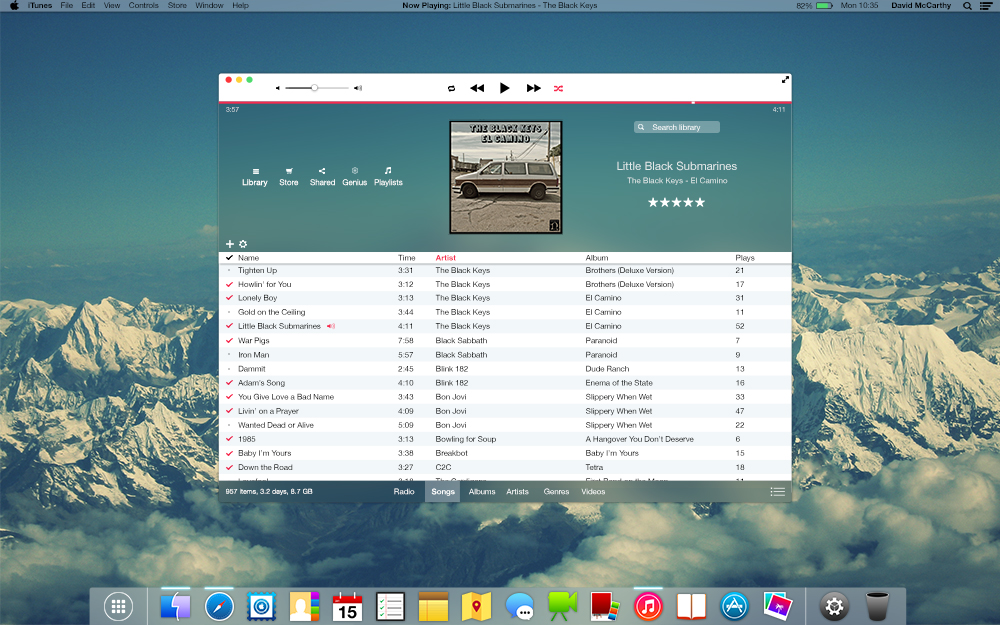 iTunes File Edit View Controls Store Window Help Now Playing: Little Black Submarines - The Black Keys 82% Mon 10:35 David McCarthy
3:57 4:11
THE BLACK KEYS
EL CAMINO
Search library
Little Black Submarines
The Black Keys - El Camino
Library Store Shared Genius Playlists
Name Time Artist Album Plays
Tighten Up 3:31 The Black Keys Brothers (Deluxe Version) 21
Howlin' for You 3:12 The Black Keys Brothers (Deluxe Version) 17
Lonely Boy 3:13 The Black Keys El Camino 31
Gold on the Ceiling 3:44 The Black Keys El Camino 11
Little Black Submarines 4:11 The Black Keys El Camino 52
War Pigs 7:58 Black Sabbath Paranoid 7
Iron Man 5:57 Black Sabbath Paranoid 9
Dammit 2:45 Blink 182 Dude Ranch 13
Adam's Song 4:10 Blink 182 Enema of the State 16
You Give Love a Bad Name 3:43 Bon Jovi Slippery When Wet 33
Livin' on a Prayer 4:09 Bon Jovi Slippery When Wet 47
Wanted Dead or Alive 5:09 Bon Jovi Slippery When Wet 22
1985 3:13 Bowling for Soup A Hangover You Don't Deserve 6
Baby I'm Yours 3:38 Breakbot Baby I'm Yours 15
Down the Road 3:27 C2C Tetra 18
957 items, 3.2 days, 8.7 GB Radio Songs Albums Artists Genres Videos
15